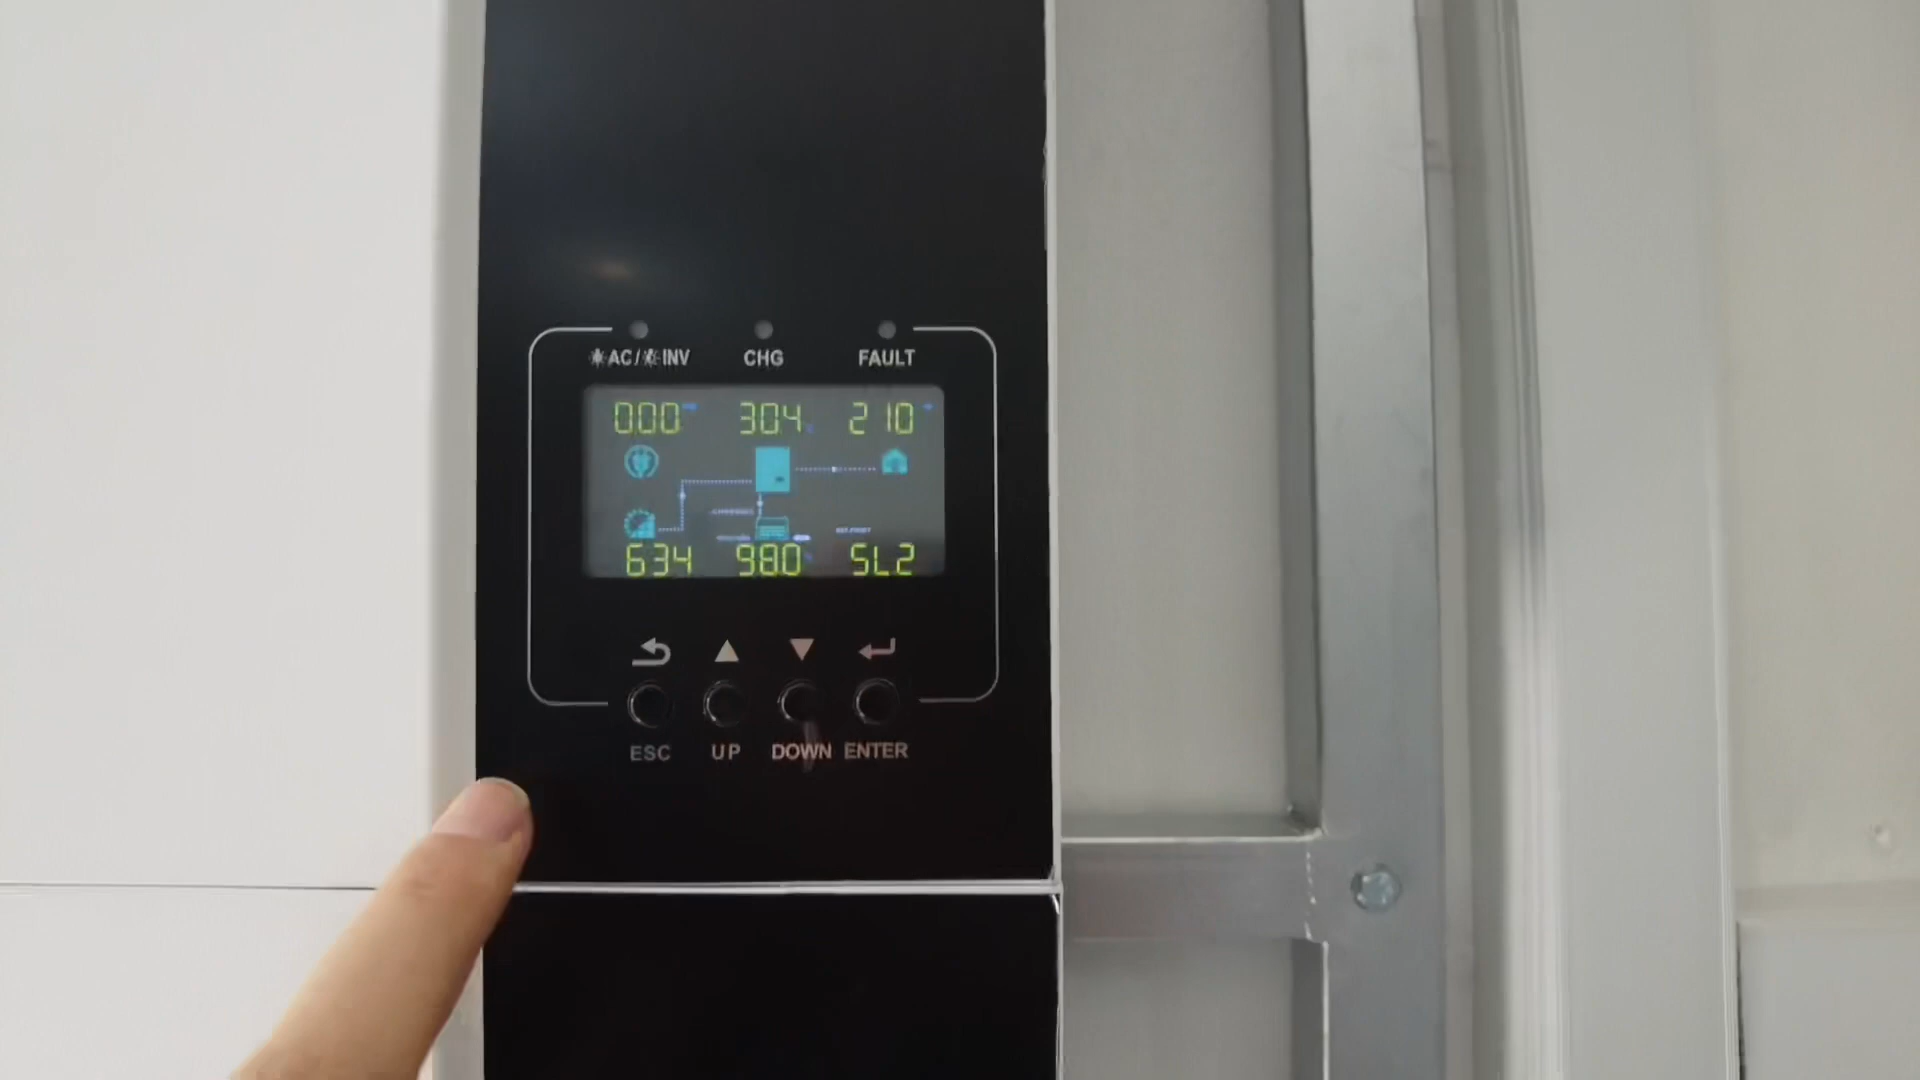 AC/ INV CHG FAULT
000 304 210
634 980 SL2
ESC UP DOWN ENTER